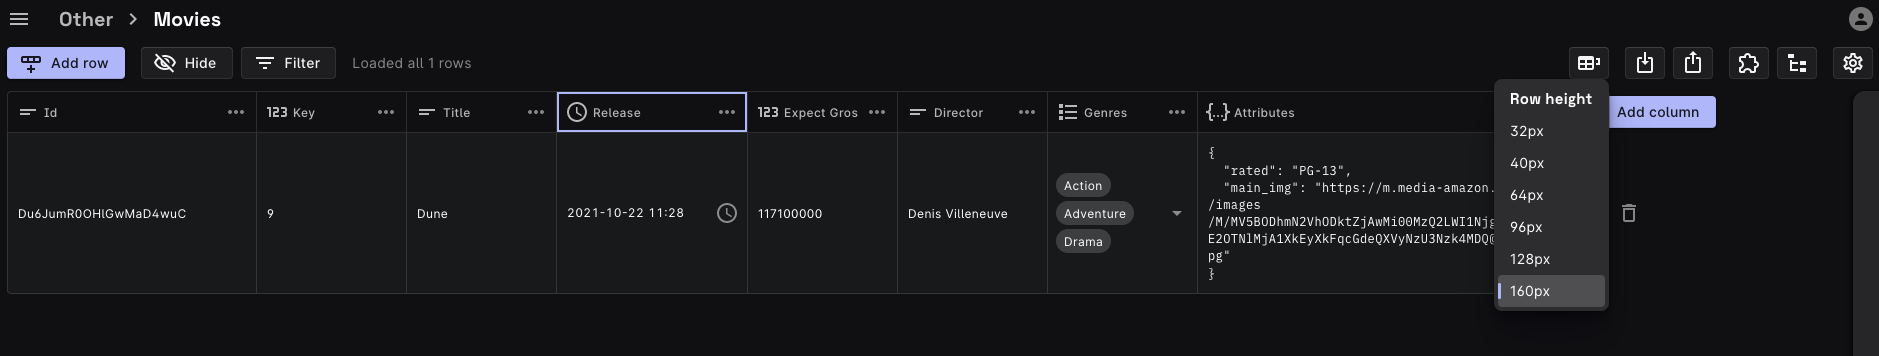 Other > Movies
Add row Hide Filter Loaded all 1 rows
Id ••• 123 Key ••• Title ••• Release ••• 123 Expect Gros ••• Director ••• Genres ••• {...} Attributes Add column
Du6JumR0OHlGwMaD4wuC 9 Dune 2021-10-22 11:28 117100000 Denis Villeneuve
Action
Adventure
Drama
{
"rated": "PG-13",
"main_img": "https://m.media-amazon.
/images
/M/MV5BODhmN2VhODktZjAwMi00MzQ2LWI1Njg
E2OTNlMjA1XkEyXkFqcGdeQXVyNzU3Nzk4MDQ@
pg"
}
Row height
32px
40px
64px
96px
128px
160px